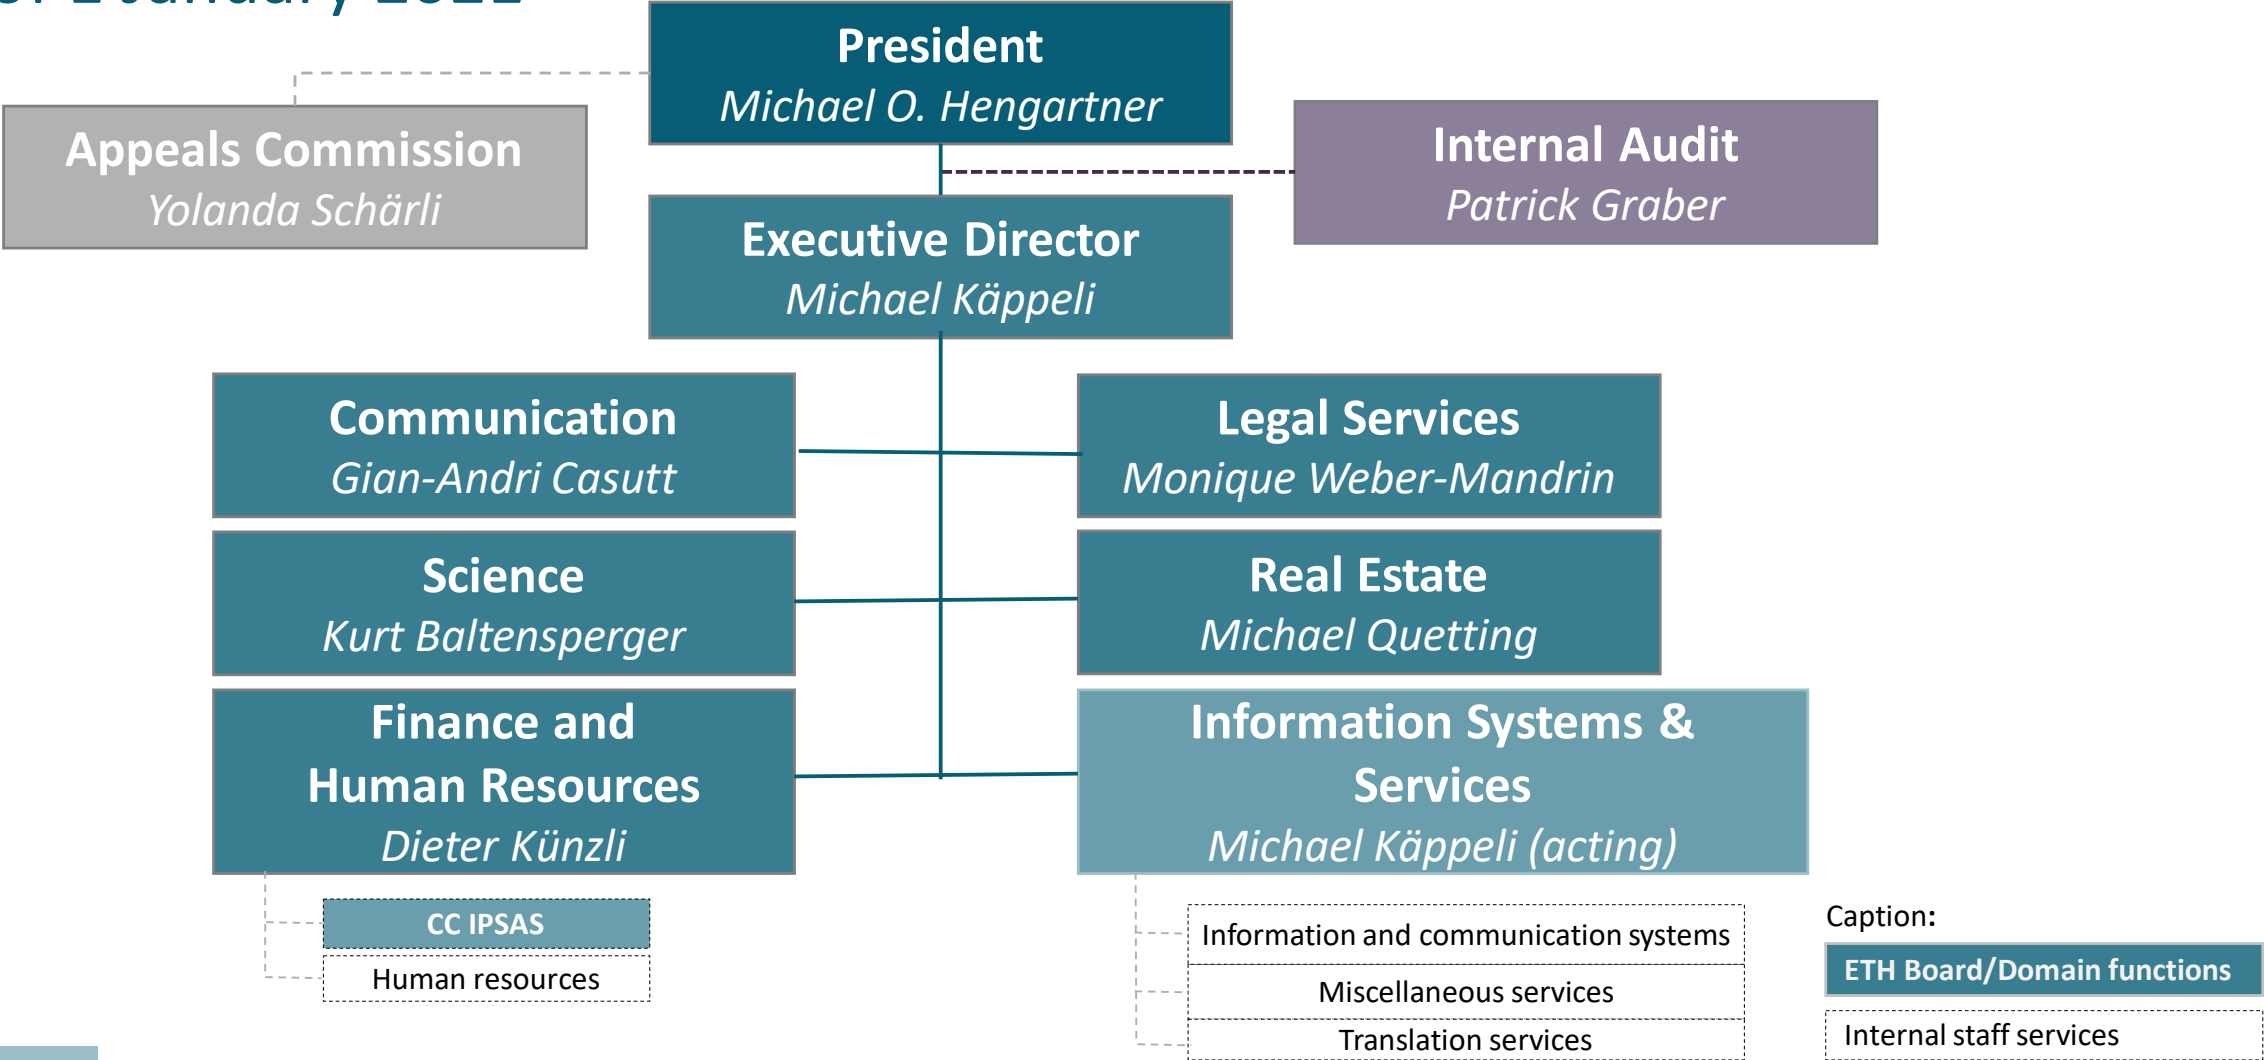 1 January 2021
President
Michael O. Hengartner
Appeals Commission
Yolanda Schärli
Internal Audit
Patrick Graber
Executive Director
Michael Käppeli
Communication
Gian-Andri Casutt
Legal Services
Monique Weber-Mandrin
Science
Kurt Baltensperger
Real Estate
Michael Quetting
Finance and
Human Resources
Dieter Künzli
Information Systems &
Services
Michael Käppeli (acting)
CC IPSAS
Human resources
Information and communication systems
Miscellaneous services
Translation services
Caption:
ETH Board/Domain functions
Internal staff services